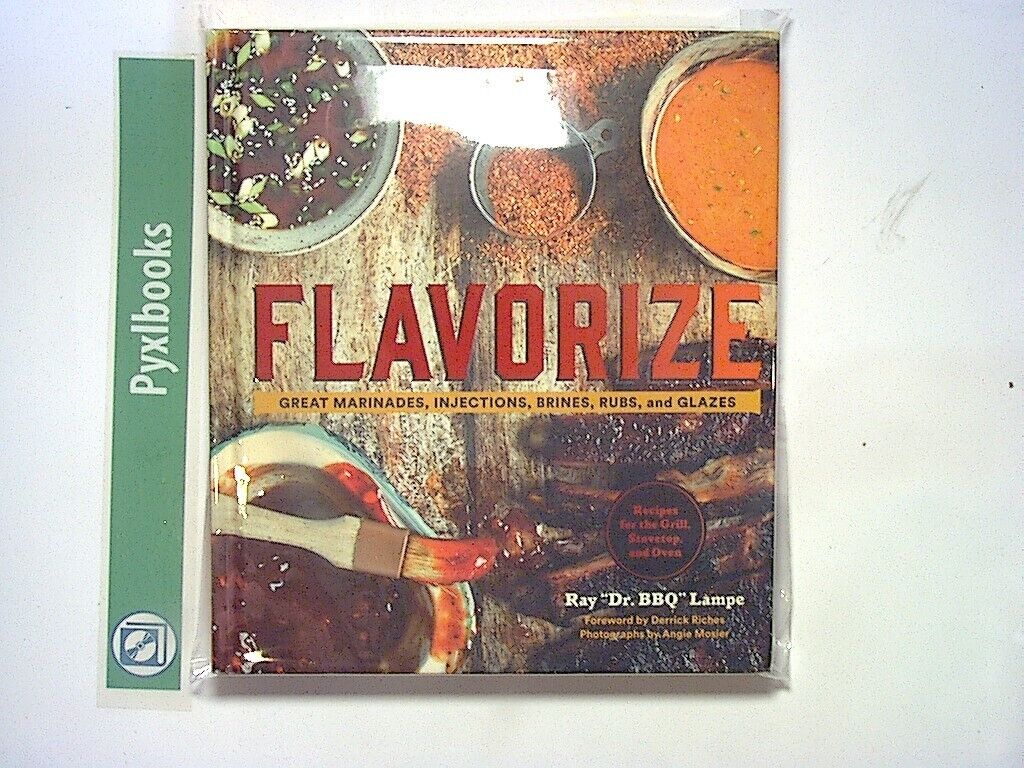 Pyxlbooks
FLAVORIZE
GREAT MARINADES, INJECTIONS, BRINES, RUBS, and GLAZES
Recipes
for the Grill,
Stovetop,
and Oven
Ray "Dr. BBQ" Lampe
Foreword by Derrick Riches
Photographs by Angie Mosier